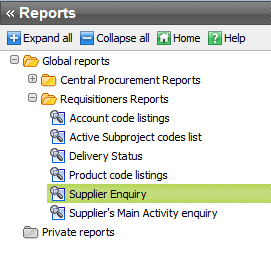 « Reports
Expand all Collapse all Home ? Help
Global reports
Central Procurement Reports
Requisitioners Reports
Account code listings
Active Subproject codes list
Delivery Status
Product code listings
Supplier Enquiry
Supplier's Main Activity enquiry
Private reports